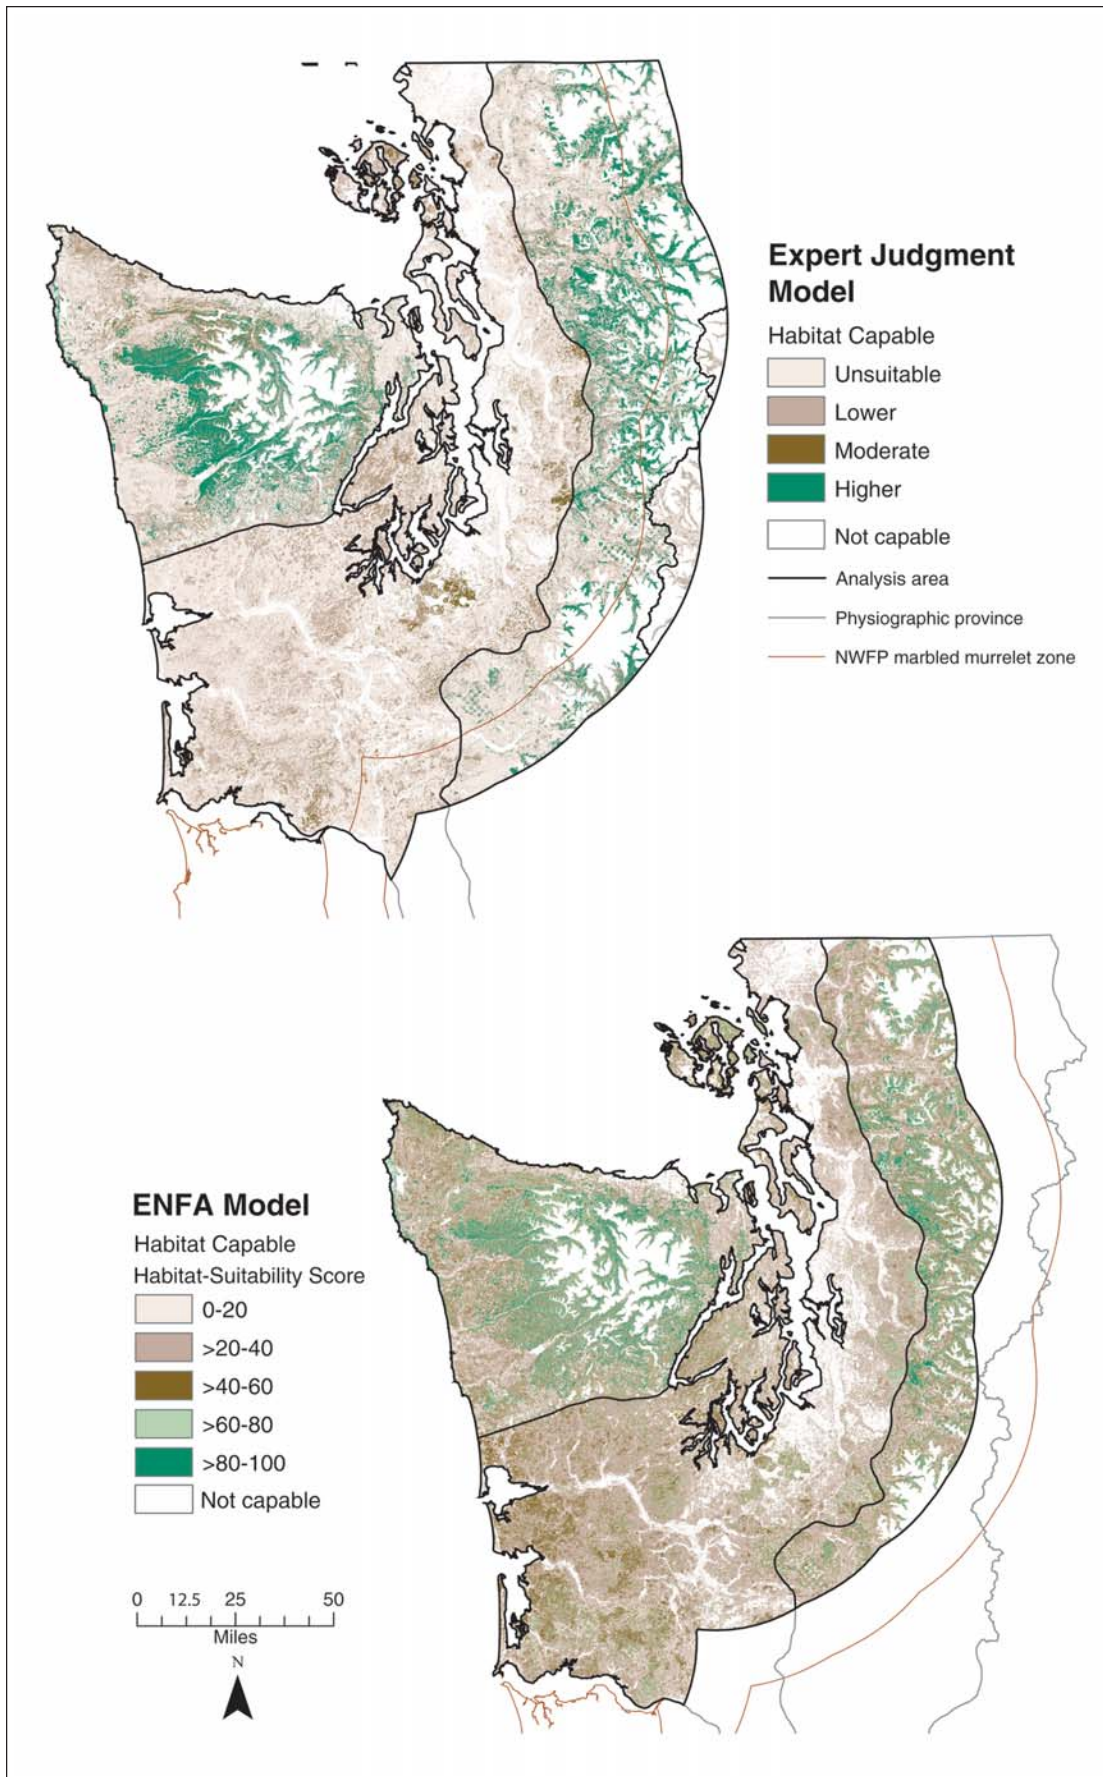 Expert Judgment
Model
Habitat Capable
Unsuitable
Lower
Moderate
Higher
Not capable
Analysis area
Physiographic province
NWFP marbled murrelet zone
ENFA Model
Habitat Capable
Habitat-Suitability Score
0-20
>20-40
>40-60
>60-80
>80-100
Not capable
0 12.5 25 50
Miles
N